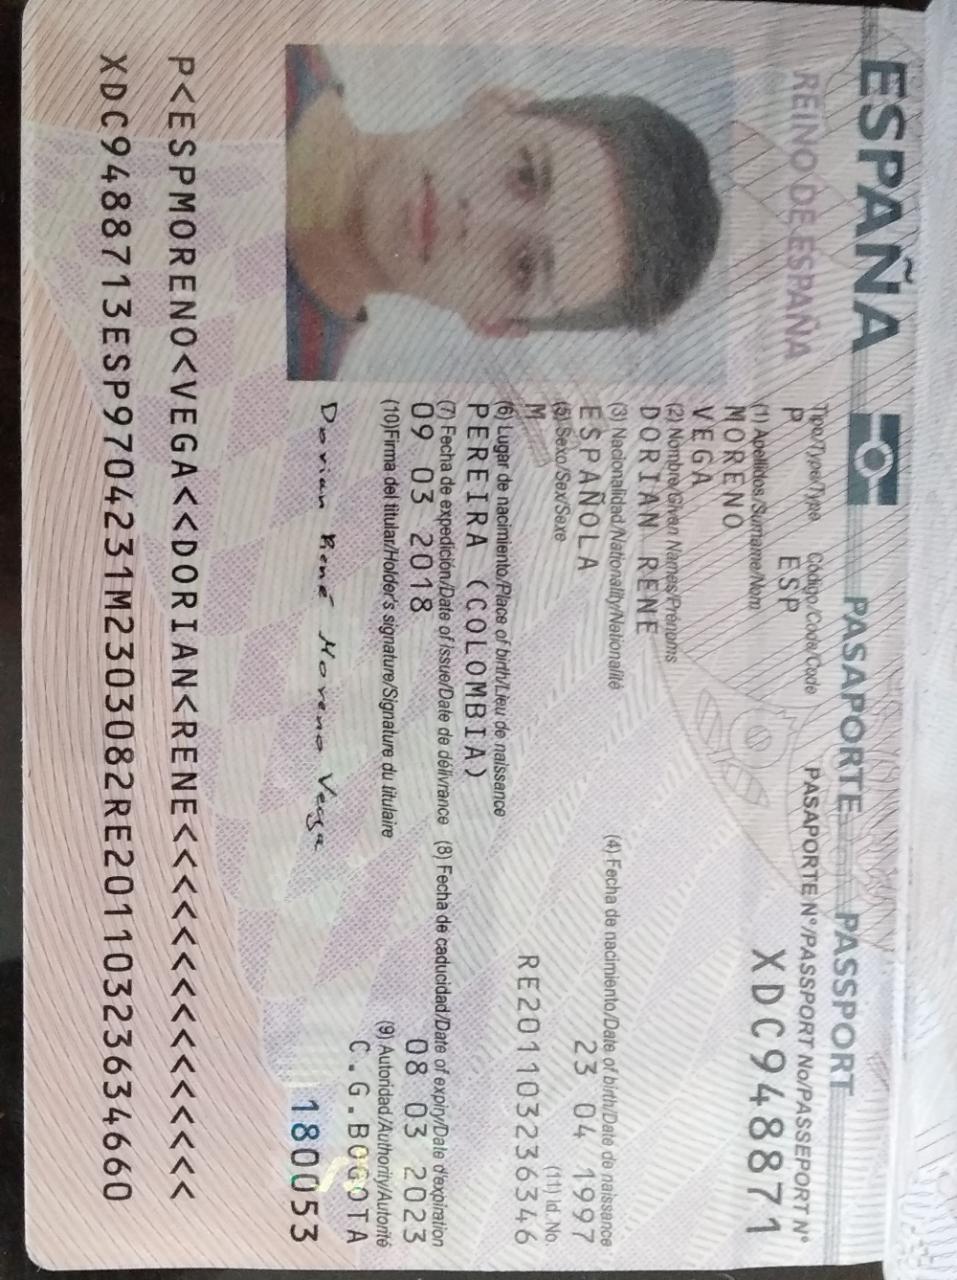 ESPAÑA PASAPORTE PASSPORT
REINO DE ESPAÑA
Tipo/Type/Type Código/Code/Code PASAPORTE Nº/PASSPORT No/PASSEPORT Nº
P ESP XDC948871
(1) Apellidos/Surname/Nom
MORENO
VEGA
(2) Nombre/Given Names/Prénoms
DORIAN RENE
(3) Nacionalidad/Nationality/Nationalité (4) Fecha de nacimiento/Date of birth/Date de naissance
ESPAÑOLA 23 04 1997
(5) Sexo/Sex/Sexe (11) Id. No.
M RE201103236346
(6) Lugar de nacimiento/Place of birth/Lieu de naissance
PEREIRA (COLOMBIA)
(7) Fecha de expedición/Date of issue/Date de délivrance (8) Fecha de caducidad/Date of expiry/Date d'expiration
09 03 2018 08 03 2023
(10) Firma del titular/Holder's signature/Signature du titulaire (9) Autoridad/Authority/Autorité
C.G.BOGOTA
Dorian René Moreno Vega
180053
P<ESPMORENO<VEGA<<DORIAN<RENE<<<<<<<<<<<<<<<
XDC9488713ESP9704231M2303082RE20110323634660